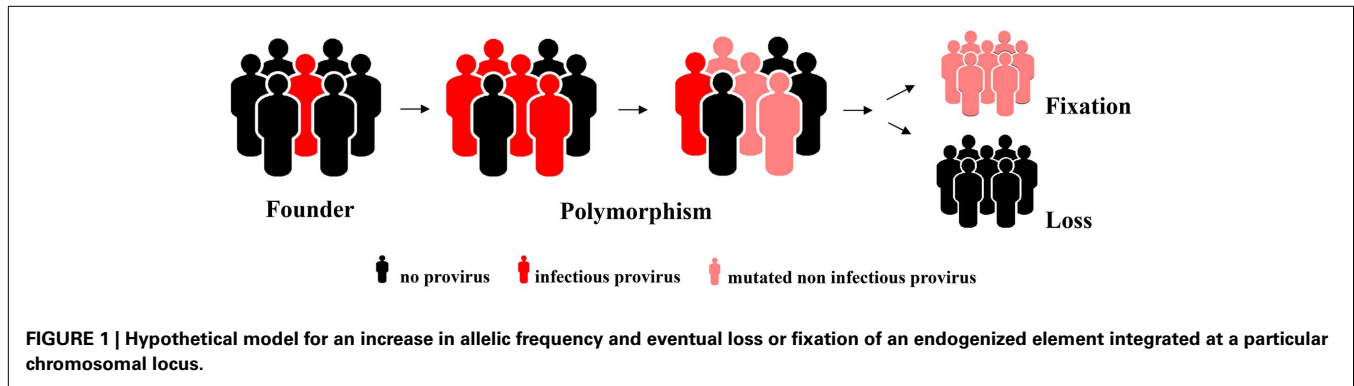 Fixation
Founder
Polymorphism
Loss
no provirus infectious provirus mutated non infectious provirus
FIGURE 1 | Hypothetical model for an increase in allelic frequency and eventual loss or fixation of an endogenized element integrated at a particular
chromosomal locus.